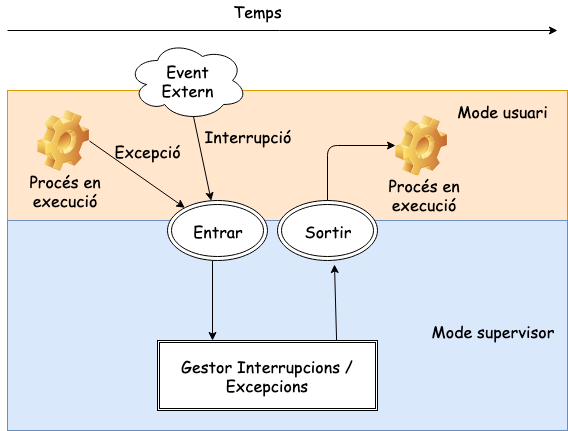 Temps
Event
Extern
Mode usuari
Interrupció
Excepció
Procés en
execució
Procés en
execució
Entrar
Sortir
Mode supervisor
Gestor Interrupcions /
Excepcions